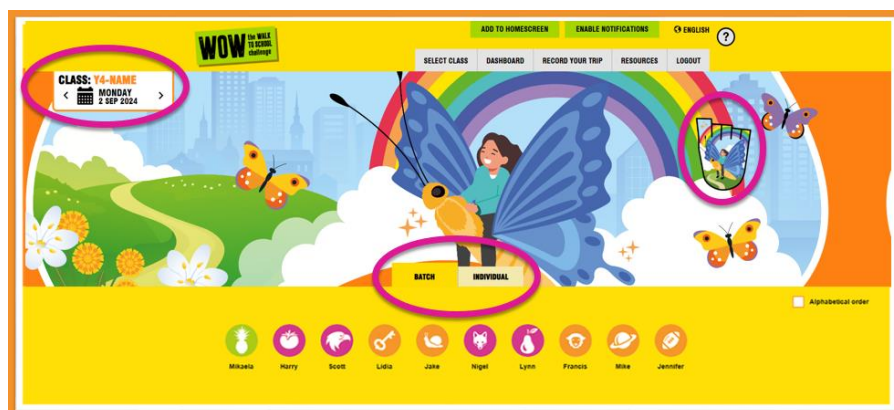 ADD TO HOMESCREEN
ENABLE NOTIFICATIONS
ENGLISH
?
WOW the WALK
TO SCHOOL
challenge
SELECT CLASS
DASHBOARD
RECORD YOUR TRIP
RESOURCES
LOGOUT
CLASS: Y4-NAME
< MONDAY >
2 SEP 2024
BATCH
INDIVIDUAL
Alphabetical order
Mikaela
Harry
Scott
Lidia
Jake
Nigel
Lynn
Francis
Mike
Jennifer